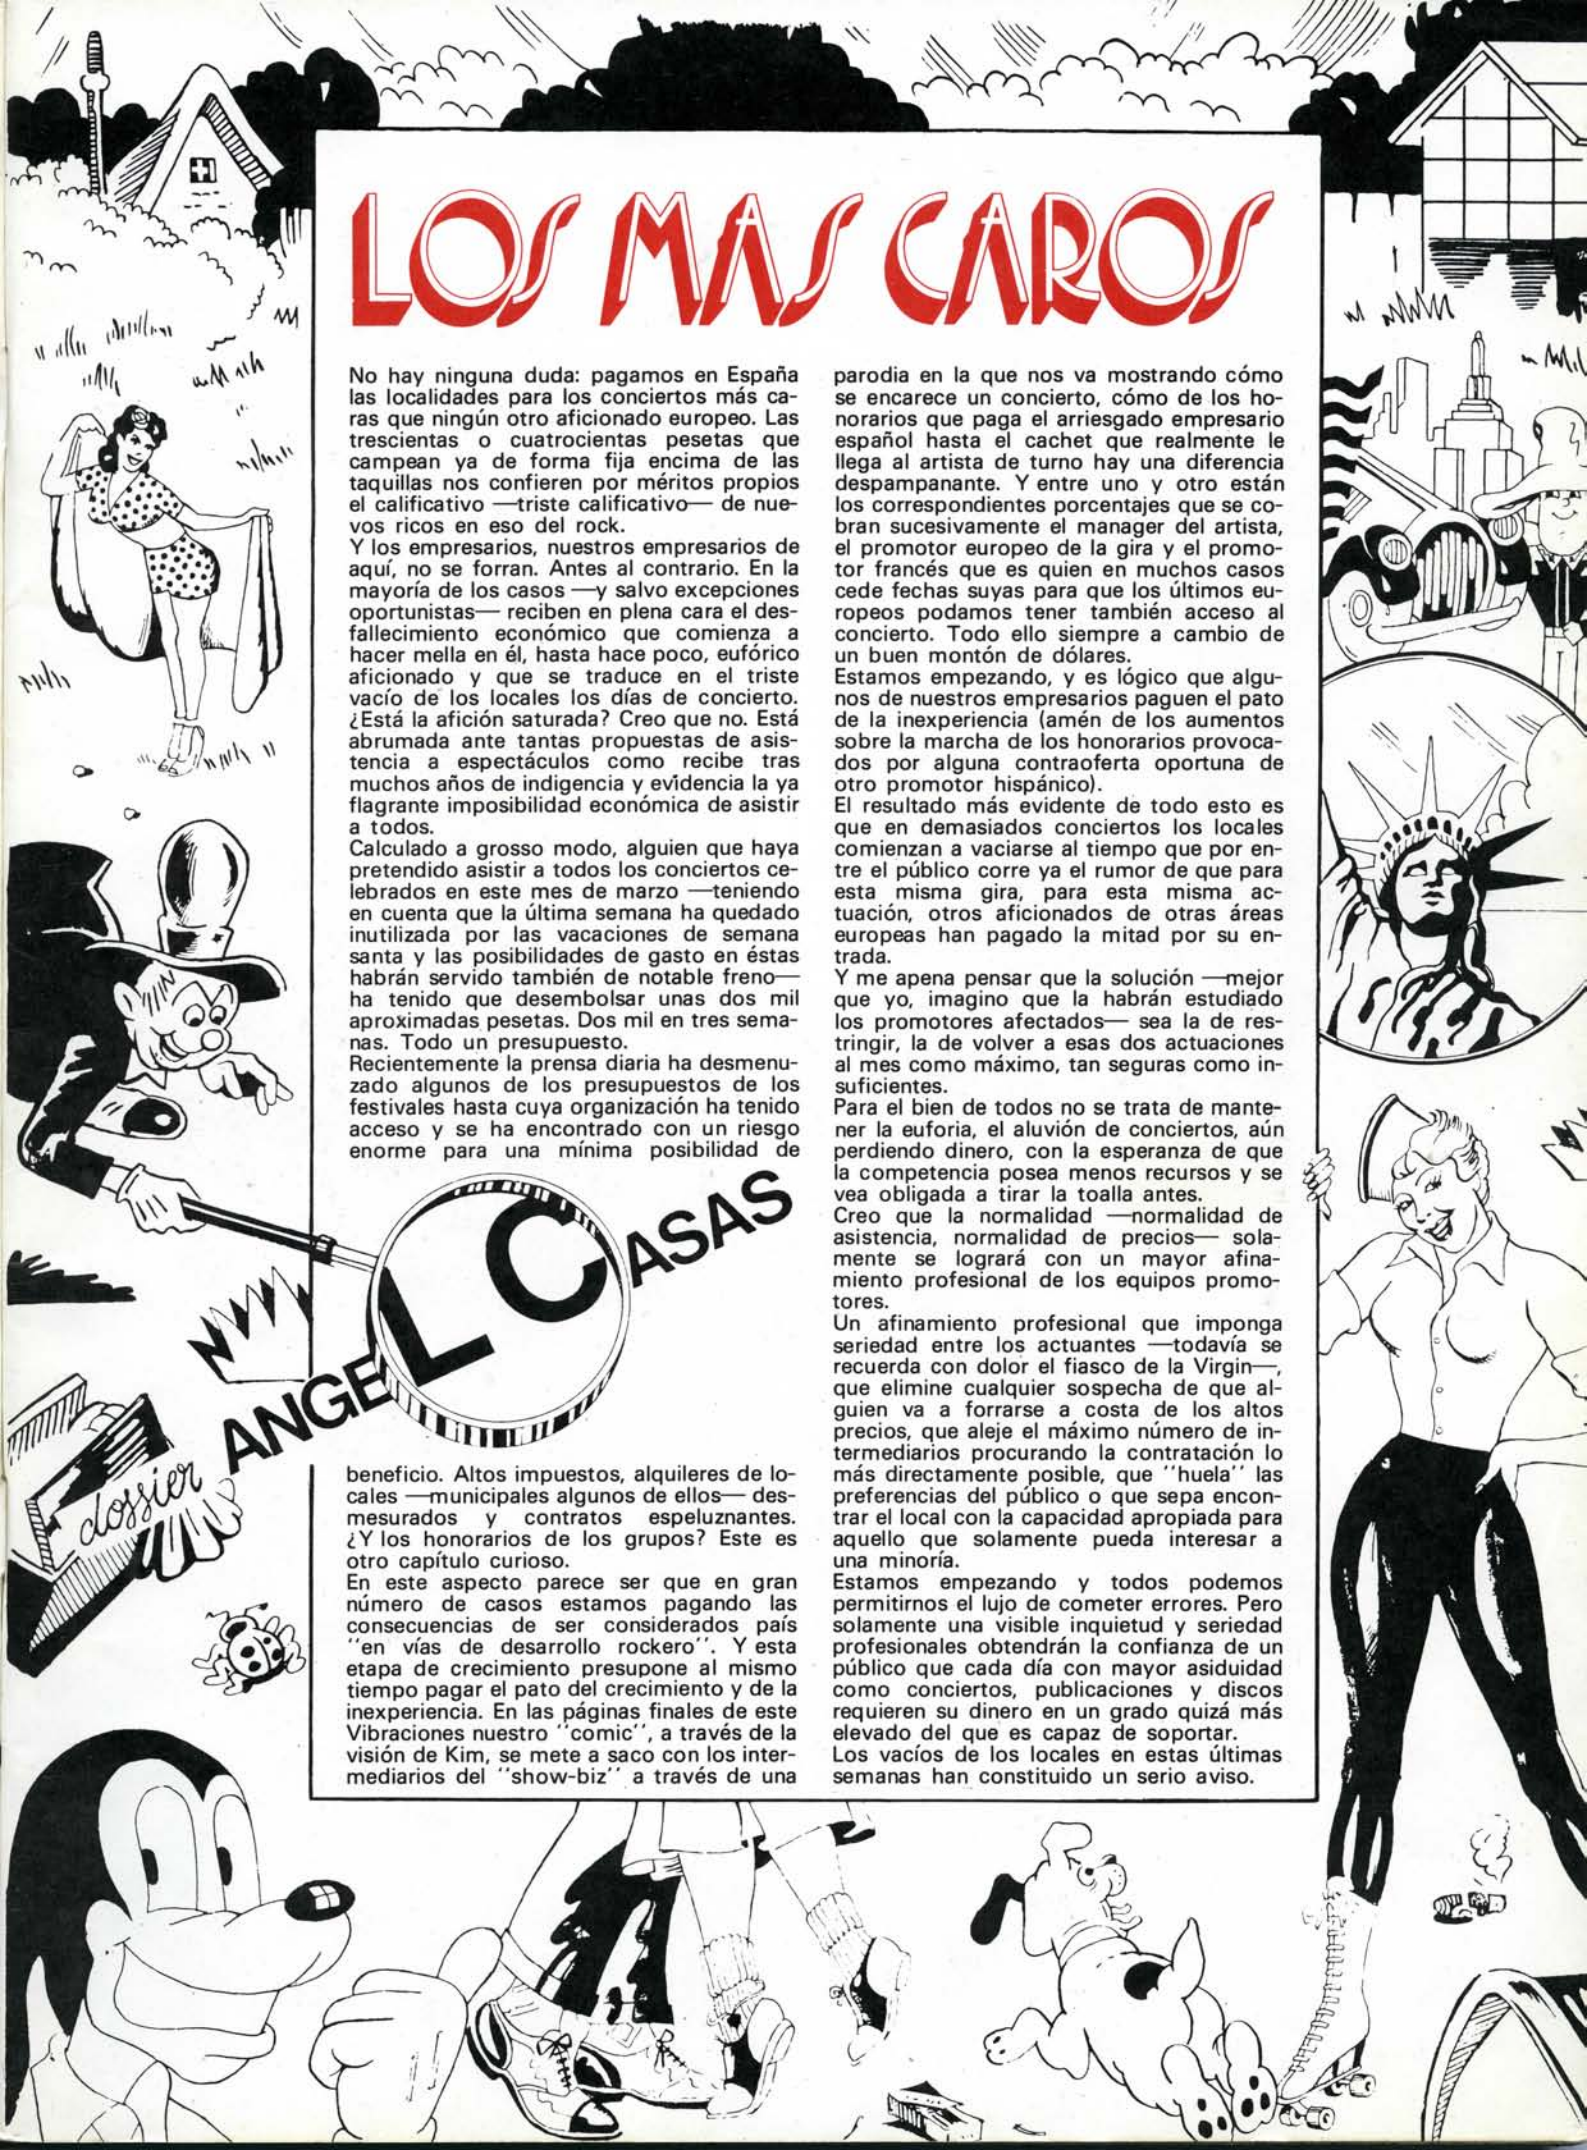 LOS MAS CAROS
No hay ninguna duda: pagamos en España
las localidades para los conciertos más ca-
ras que ningún otro aficionado europeo. Las
trescientas o cuatrocientas pesetas que
campean ya de forma fija encima de las
taquillas nos confieren por méritos propios
el calificativo —triste calificativo— de nue-
vos ricos en eso del rock.
Y los empresarios, nuestros empresarios de
aquí, no se forran. Antes al contrario. En la
mayoría de los casos —y salvo excepciones
oportunistas— reciben en plena cara el des-
fallecimiento económico que comienza a
hacer mella en él, hasta hace poco, eufórico
aficionado y que se traduce en el triste
vacío de los locales los días de concierto.
¿Está la afición saturada? Creo que no. Está
abrumada ante tantas propuestas de asis-
tencia a espectáculos como recibe tras
muchos años de indigencia y evidencia la ya
flagrante imposibilidad económica de asistir
a todos.
Calculado a grosso modo, alguien que haya
pretendido asistir a todos los conciertos ce-
lebrados en este mes de marzo —teniendo
en cuenta que la última semana ha quedado
inutilizada por las vacaciones de semana
santa y las posibilidades de gasto en éstas
habrán servido también de notable freno—
ha tenido que desembolsar unas dos mil
aproximadas pesetas. Dos mil en tres sema-
nas. Todo un presupuesto.
Recientemente la prensa diaria ha desmenu-
zado algunos de los presupuestos de los
festivales hasta cuya organización ha tenido
acceso y se ha encontrado con un riesgo
enorme para una mínima posibilidad de
ANGEL CASAS
dossier
beneficio. Altos impuestos, alquileres de lo-
cales —municipales algunos de ellos— des-
mesurados y contratos espeluznantes.
¿Y los honorarios de los grupos? Este es
otro capítulo curioso.
En este aspecto parece ser que en gran
número de casos estamos pagando las
consecuencias de ser considerados país
''en vías de desarrollo rockero''. Y esta
etapa de crecimiento presupone al mismo
tiempo pagar el pato del crecimiento y de la
inexperiencia. En las páginas finales de este
Vibraciones nuestro ''comic'', a través de la
visión de Kim, se mete a saco con los inter-
mediarios del ''show-biz'' a través de una
parodia en la que nos va mostrando cómo
se encarece un concierto, cómo de los ho-
norarios que paga el arriesgado empresario
español hasta el cachet que realmente le
llega al artista de turno hay una diferencia
despampanante. Y entre uno y otro están
los correspondientes porcentajes que se co-
bran sucesivamente el manager del artista,
el promotor europeo de la gira y el promo-
tor francés que es quien en muchos casos
cede fechas suyas para que los últimos eu-
ropeos podamos tener también acceso al
concierto. Todo ello siempre a cambio de
un buen montón de dólares.
Estamos empezando, y es lógico que algu-
nos de nuestros empresarios paguen el pato
de la inexperiencia (amén de los aumentos
sobre la marcha de los honorarios provoca-
dos por alguna contraoferta oportuna de
otro promotor hispánico).
El resultado más evidente de todo esto es
que en demasiados conciertos los locales
comienzan a vaciarse al tiempo que por en-
tre el público corre ya el rumor de que para
esta misma gira, para esta misma ac-
tuación, otros aficionados de otras áreas
europeas han pagado la mitad por su en-
trada.
Y me apena pensar que la solución —mejor
que yo, imagino que la habrán estudiado
los promotores afectados— sea la de res-
tringir, la de volver a esas dos actuaciones
al mes como máximo, tan seguras como in-
suficientes.
Para el bien de todos no se trata de mante-
ner la euforia, el aluvión de conciertos, aún
perdiendo dinero, con la esperanza de que
la competencia posea menos recursos y se
vea obligada a tirar la toalla antes.
Creo que la normalidad —normalidad de
asistencia, normalidad de precios— sola-
mente se logrará con un mayor afina-
miento profesional de los equipos promo-
tores.
Un afinamiento profesional que imponga
seriedad entre los actuantes —todavía se
recuerda con dolor el fiasco de la Virgin—,
que elimine cualquier sospecha de que al-
guien va a forrarse a costa de los altos
precios, que aleje el máximo número de in-
termediarios procurando la contratación lo
más directamente posible, que ''huela'' las
preferencias del público o que sepa encon-
trar el local con la capacidad apropiada para
aquello que solamente pueda interesar a
una minoría.
Estamos empezando y todos podemos
permitirnos el lujo de cometer errores. Pero
solamente una visible inquietud y seriedad
profesionales obtendrán la confianza de un
público que cada día con mayor asiduidad
como conciertos, publicaciones y discos
requieren su dinero en un grado quizá más
elevado del que es capaz de soportar.
Los vacíos de los locales en estas últimas
semanas han constituido un serio aviso.